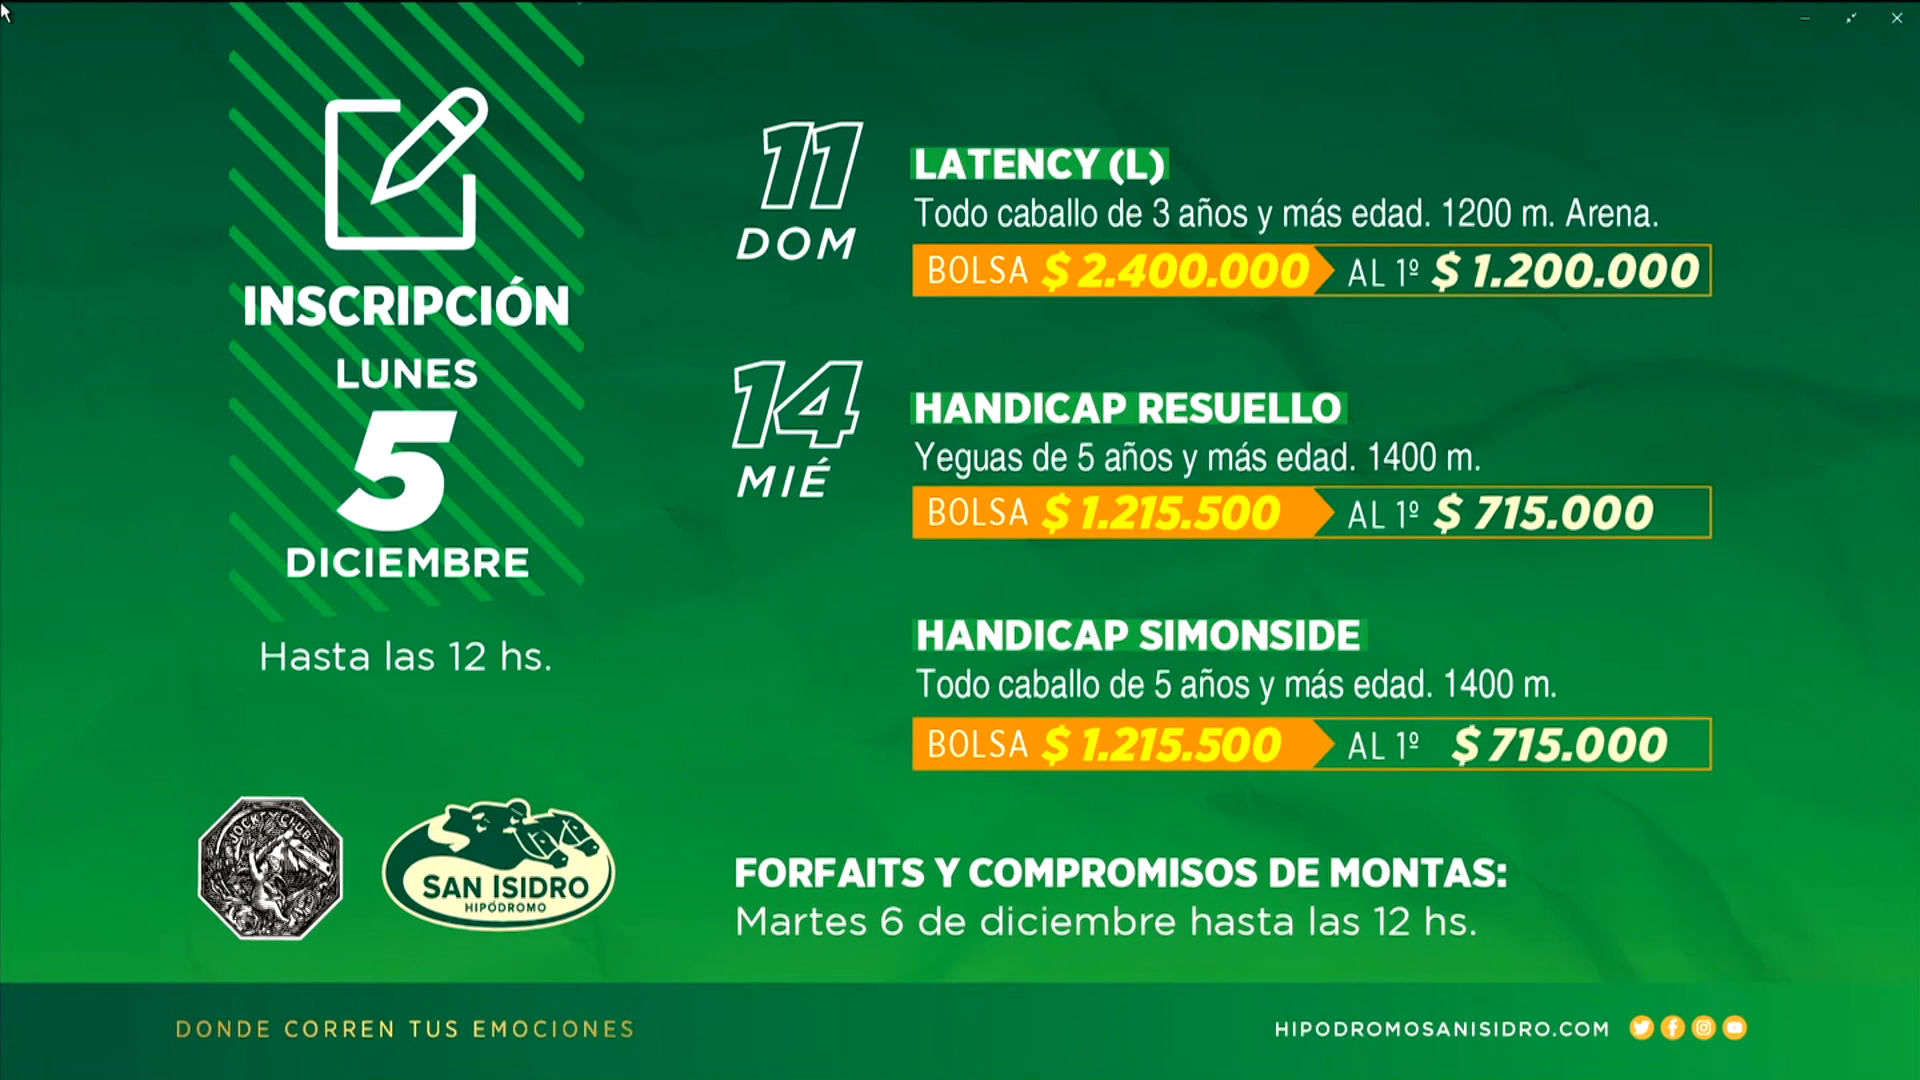 INSCRIPCIÓN
LUNES
5
DICIEMBRE
Hasta las 12 hs.
JOCKEY CLUB
SAN ISIDRO
HIPÓDROMO
11
DOM
LATENCY (L)
Todo caballo de 3 años y más edad. 1200 m. Arena.
BOLSA $ 2.400.000 AL 1º $ 1.200.000
14
MIÉ
HANDICAP RESUELLO
Yeguas de 5 años y más edad. 1400 m.
BOLSA $ 1.215.500 AL 1º $ 715.000
HANDICAP SIMONSIDE
Todo caballo de 5 años y más edad. 1400 m.
BOLSA $ 1.215.500 AL 1º $ 715.000
FORFAITS Y COMPROMISOS DE MONTAS:
Martes 6 de diciembre hasta las 12 hs.
DONDE CORREN TUS EMOCIONES
HIPODROMOSANISIDRO.COM